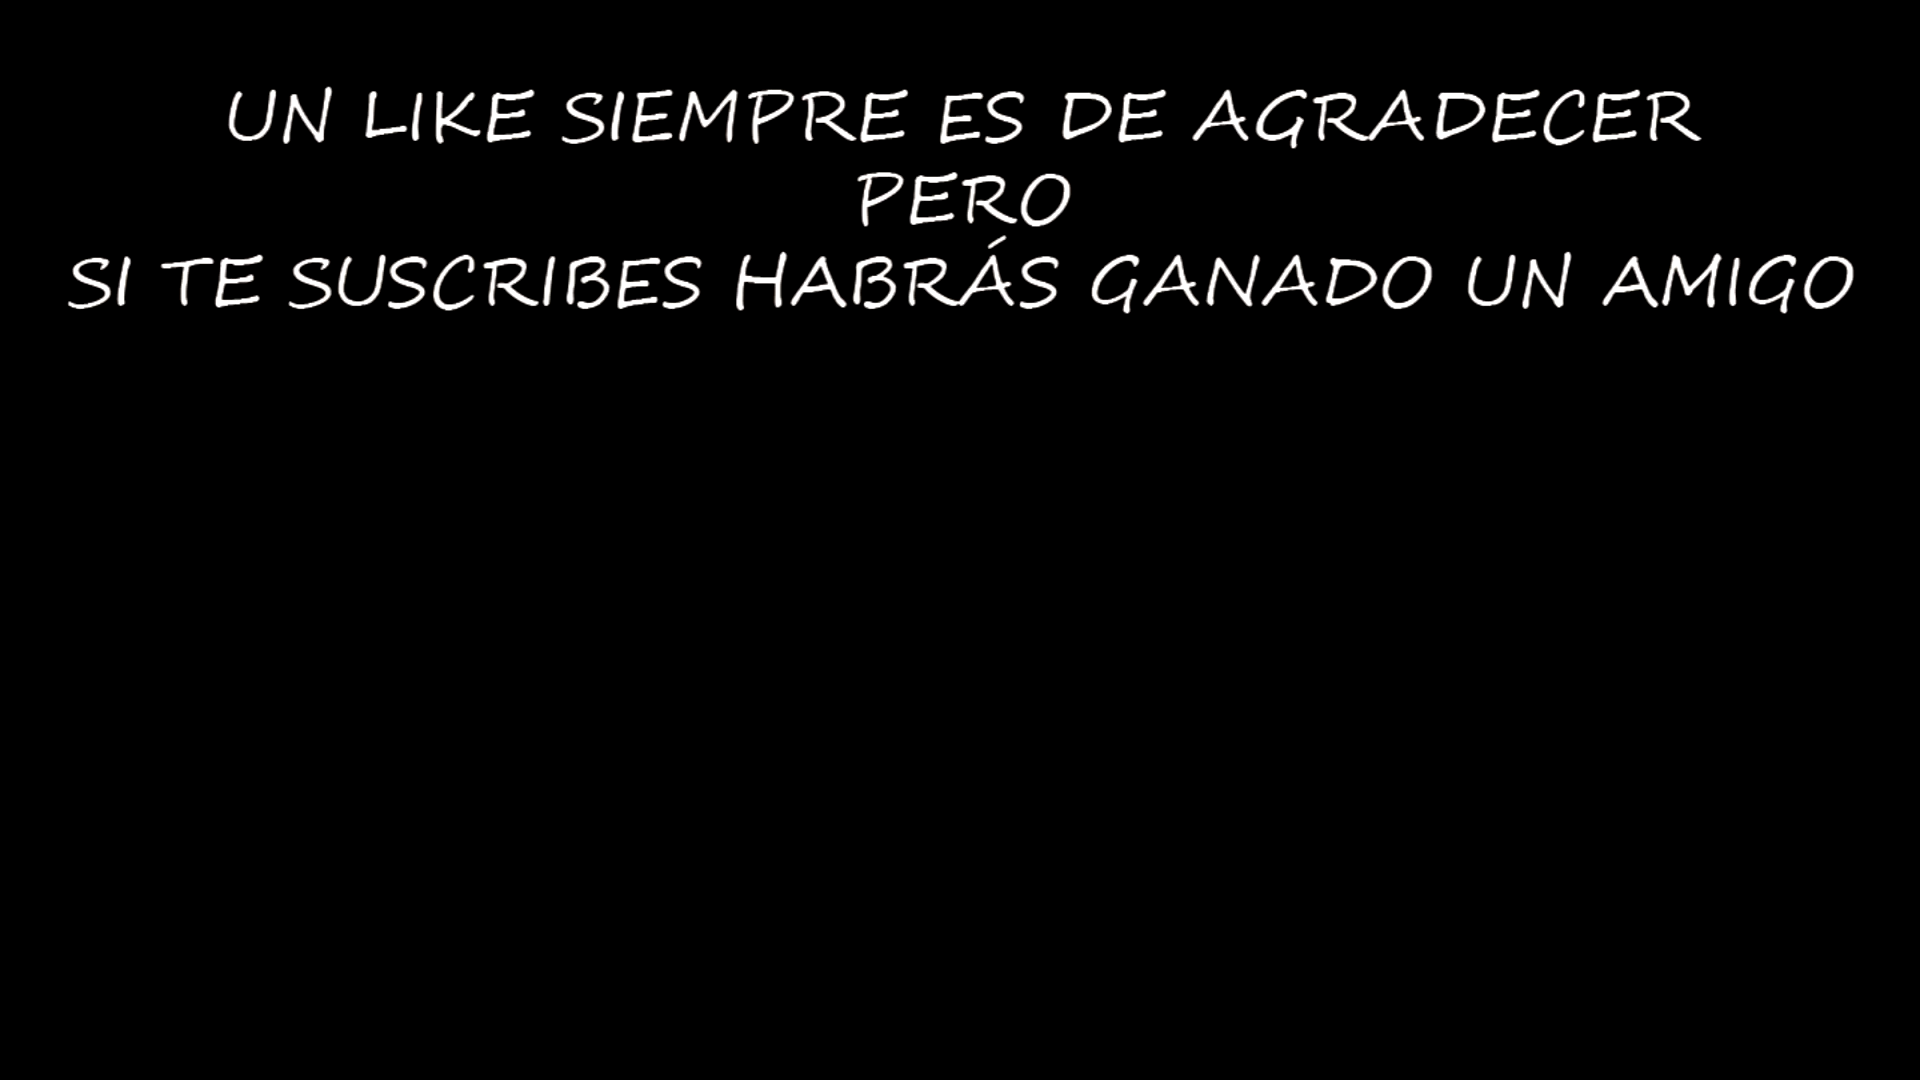 UN LIKE SIEMPRE ES DE AGRADECER
PERO
SI TE SUSCRIBES HABRÁS GANADO UN AMIGO